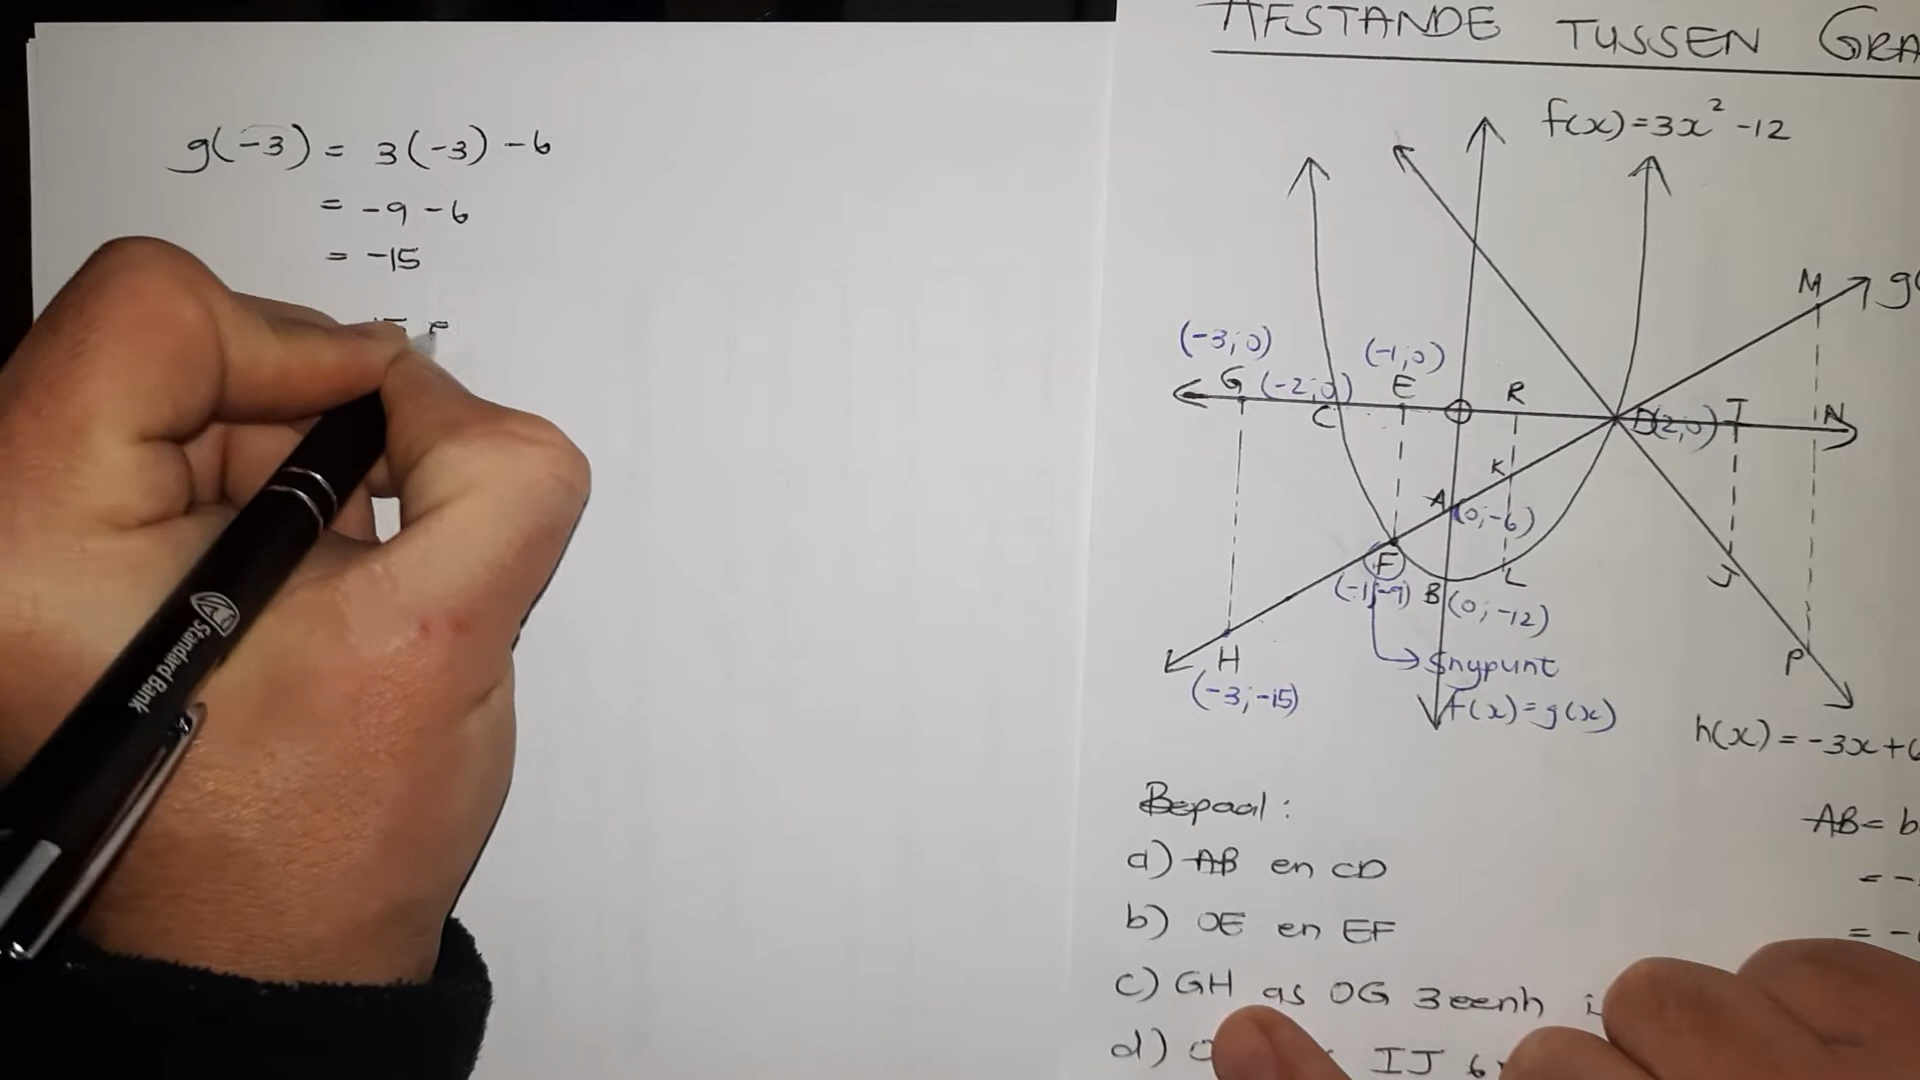 g(-3) = 3(-3) - 6
= -9 - 6
= -15
Standard Bank
AFSTANDE TUSSEN GRA
f(x)=3x² -12
M
g(
(-3;0)
(-1;0)
G (-2;0) E R
C D(2;0) T N
K
A (0;-6)
F L J
(-1;-9) B (0;-12)
H Snypunt P
(-3;-15) f(x)=g(x)
h(x)=-3x+6
Bepaal:
AB= b
a) AB en CD
= -
b) OE en EF
= -
c) GH as OG 3eenh i
d) O IJ 6